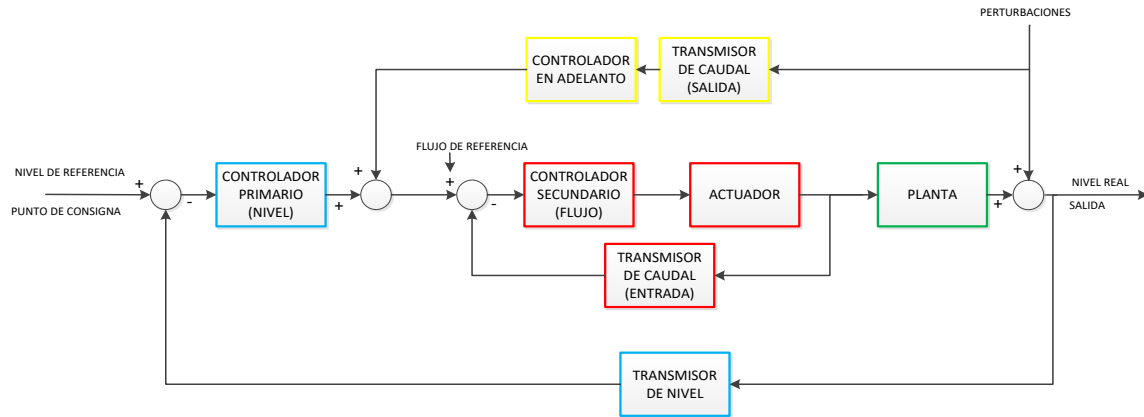 PERTURBACIONES
CONTROLADOR
EN ADELANTO
TRANSMISOR
DE CAUDAL
(SALIDA)
FLUJO DE REFERENCIA
NIVEL DE REFERENCIA
PUNTO DE CONSIGNA
+
-
CONTROLADOR
PRIMARIO
(NIVEL)
+
+
+
-
CONTROLADOR
SECUNDARIO
(FLUJO)
ACTUADOR
PLANTA
+
+
NIVEL REAL
SALIDA
TRANSMISOR
DE CAUDAL
(ENTRADA)
TRANSMISOR
DE NIVEL